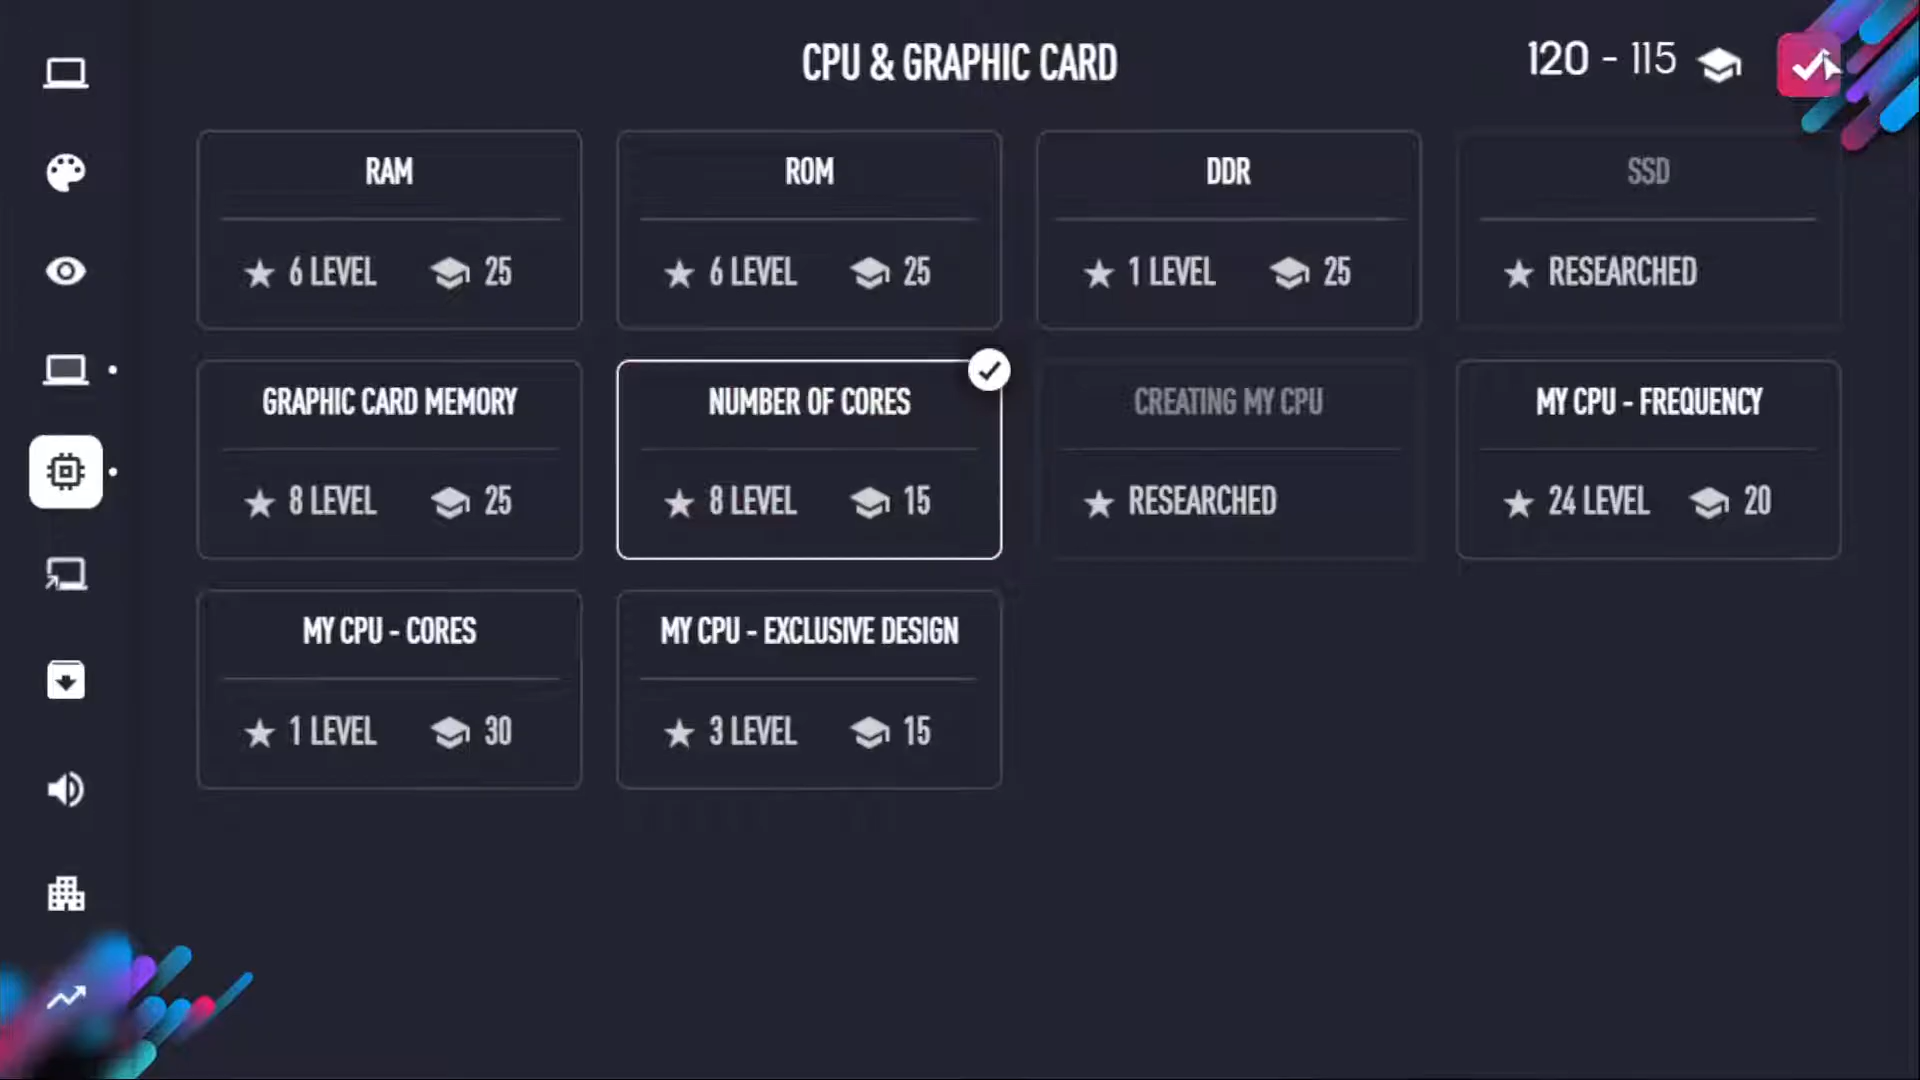 CPU & GRAPHIC CARD
120 - 115
RAM
6 LEVEL 25
ROM
6 LEVEL 25
DDR
1 LEVEL 25
SSD
RESEARCHED
GRAPHIC CARD MEMORY
8 LEVEL 25
NUMBER OF CORES
8 LEVEL 15
CREATING MY CPU
RESEARCHED
MY CPU - FREQUENCY
24 LEVEL 20
MY CPU - CORES
1 LEVEL 30
MY CPU - EXCLUSIVE DESIGN
3 LEVEL 15